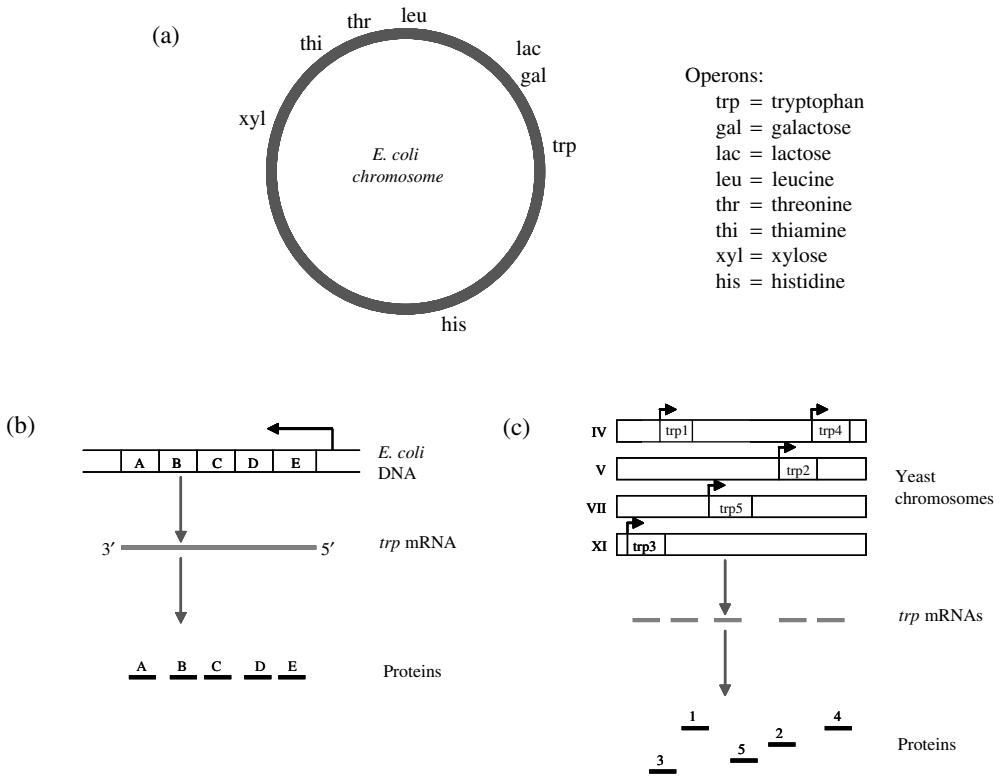 (a)
thr
leu
thi
lac
gal
xyl
trp
E. coli
chromosome
his
Operons:
trp = tryptophan
gal = galactose
lac = lactose
leu = leucine
thr = threonine
thi = thiamine
xyl = xylose
his = histidine
(b)
A B C D E
E. coli
DNA
3′ 5′
trp mRNA
A B C D E
Proteins
(c)
IV trp1 trp4
V trp2
VII trp5
XI trp3
Yeast
chromosomes
trp mRNAs
1 4
2
5
3
Proteins